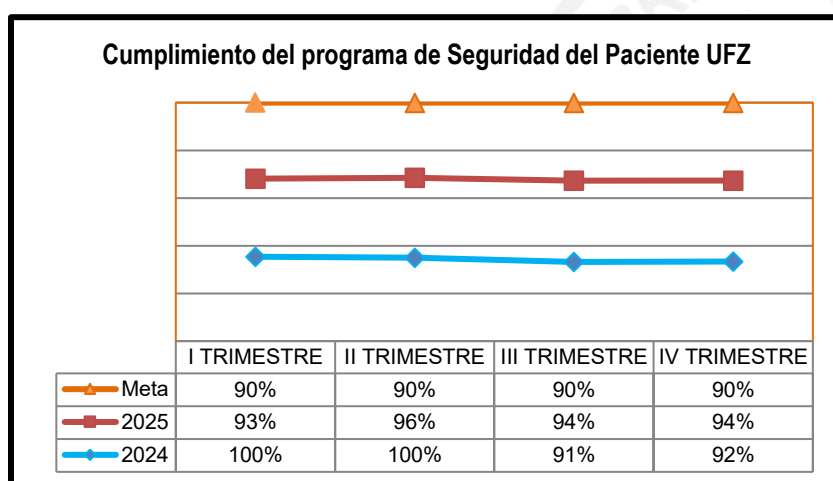 Cumplimiento del programa de Seguridad del Paciente UFZ
I TRIMESTRE II TRIMESTRE III TRIMESTRE IV TRIMESTRE
Meta 90% 90% 90% 90%
2025 93% 96% 94% 94%
2024 100% 100% 91% 92%